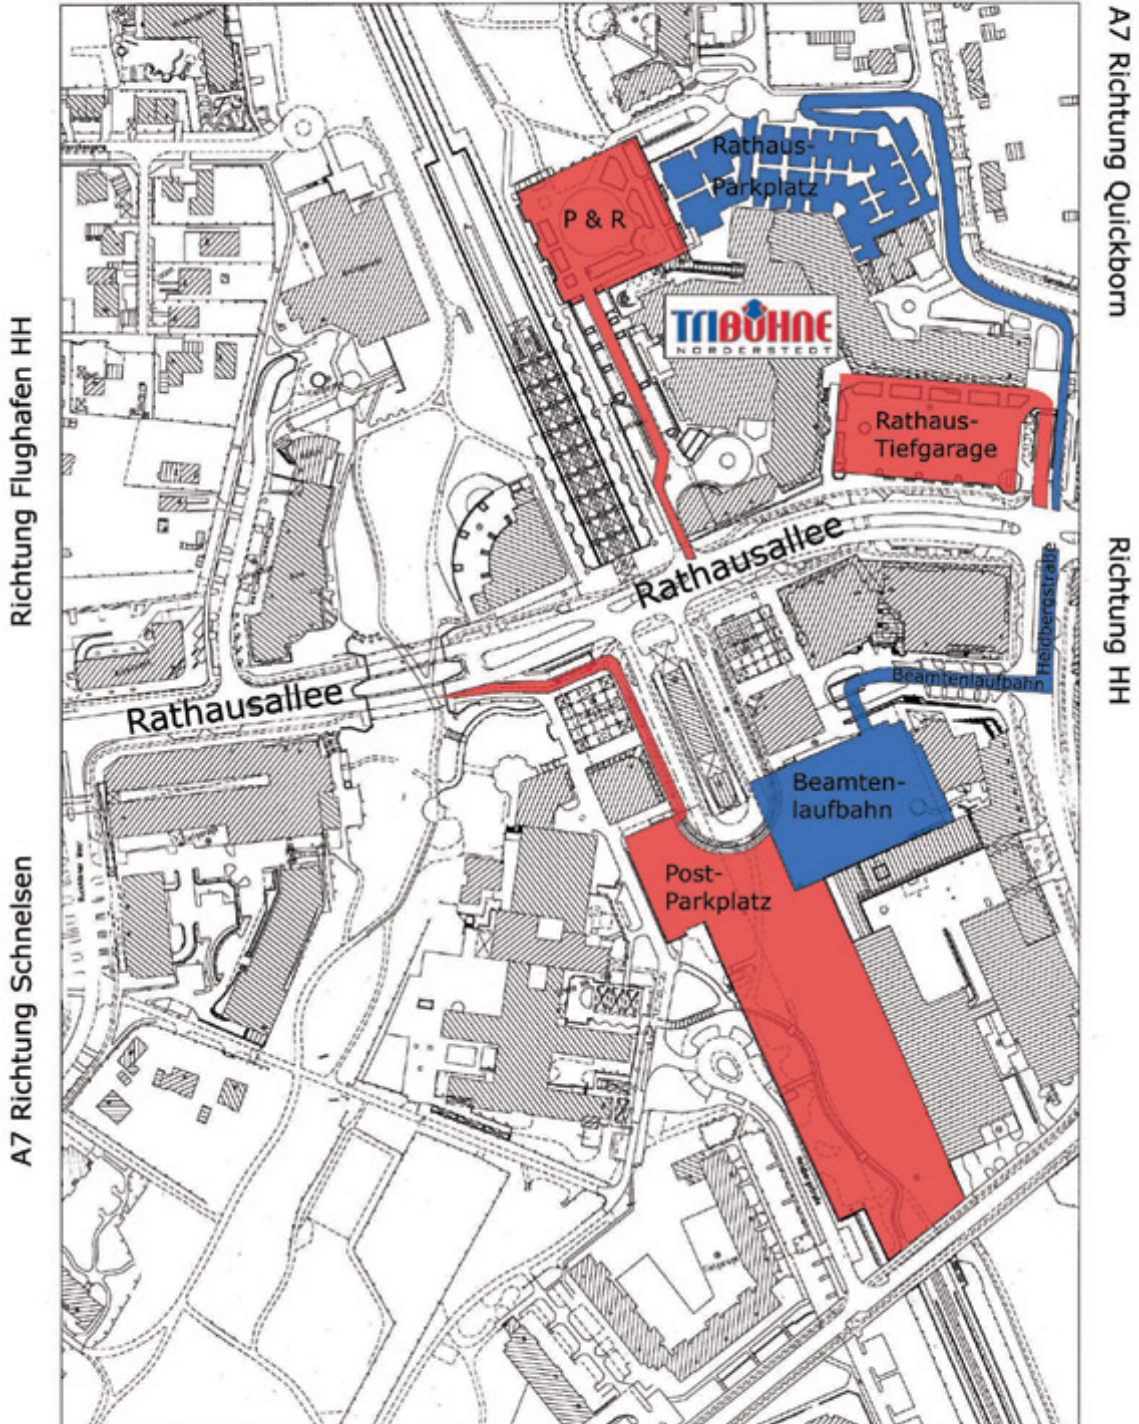 A7 Richtung Quickborn
Rathaus-
Parkplatz
P & R
TRIBÜHNE
NORDERSTEDT
Rathaus-
Tiefgarage
Richtung Flughafen HH
Rathausallee
Richtung HH
Heidbergstraße
Beamtenlaufbahn
Rathausallee
Beamten-
laufbahn
Post-
Parkplatz
A7 Richtung Schnelsen